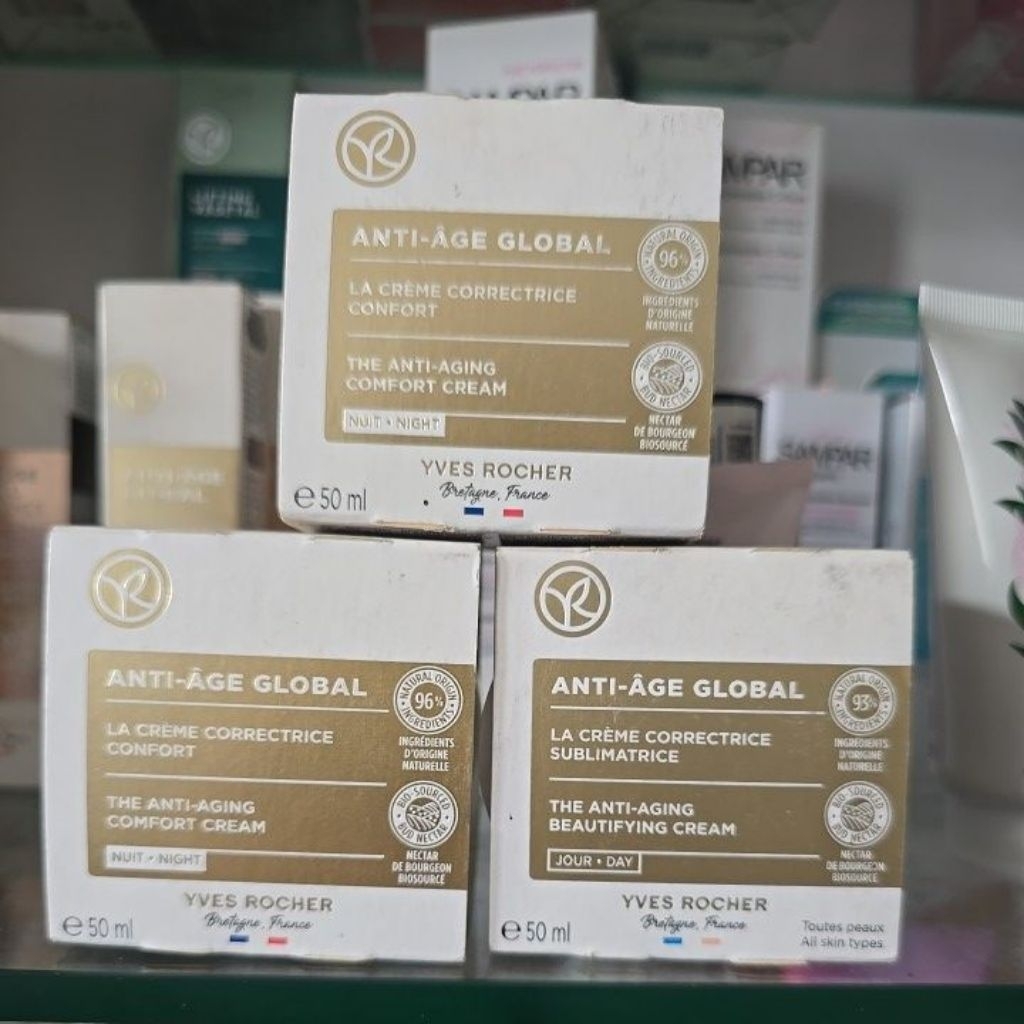 ANTI-ÂGE GLOBAL
LA CRÈME CORRECTRICE
CONFORT
THE ANTI-AGING
COMFORT CREAM
NUIT • NIGHT
NATURAL ORIGIN
96%
INGREDIENTS
INGRÉDIENTS
D'ORIGINE
NATURELLE
BIO-SOURCED
BUD NECTAR
NECTAR
DE BOURGEON
BIOSOURCÉ
YVES ROCHER
Bretagne, France
℮ 50 ml
ANTI-ÂGE GLOBAL
LA CRÈME CORRECTRICE
CONFORT
THE ANTI-AGING
COMFORT CREAM
NUIT • NIGHT
NATURAL ORIGIN
96%
INGREDIENTS
INGRÉDIENTS
D'ORIGINE
NATURELLE
BIO-SOURCED
BUD NECTAR
NECTAR
DE BOURGEON
BIOSOURCÉ
YVES ROCHER
Bretagne, France
℮ 50 ml
ANTI-ÂGE GLOBAL
LA CRÈME CORRECTRICE
SUBLIMATRICE
THE ANTI-AGING
BEAUTIFYING CREAM
JOUR • DAY
NATURAL ORIGIN
93%
INGREDIENTS
INGRÉDIENTS
D'ORIGINE
NATURELLE
BIO-SOURCED
BUD NECTAR
NECTAR
DE BOURGEON
BIOSOURCÉ
YVES ROCHER
Bretagne, France
℮ 50 ml
Toutes peaux
All skin types
SAMPAR